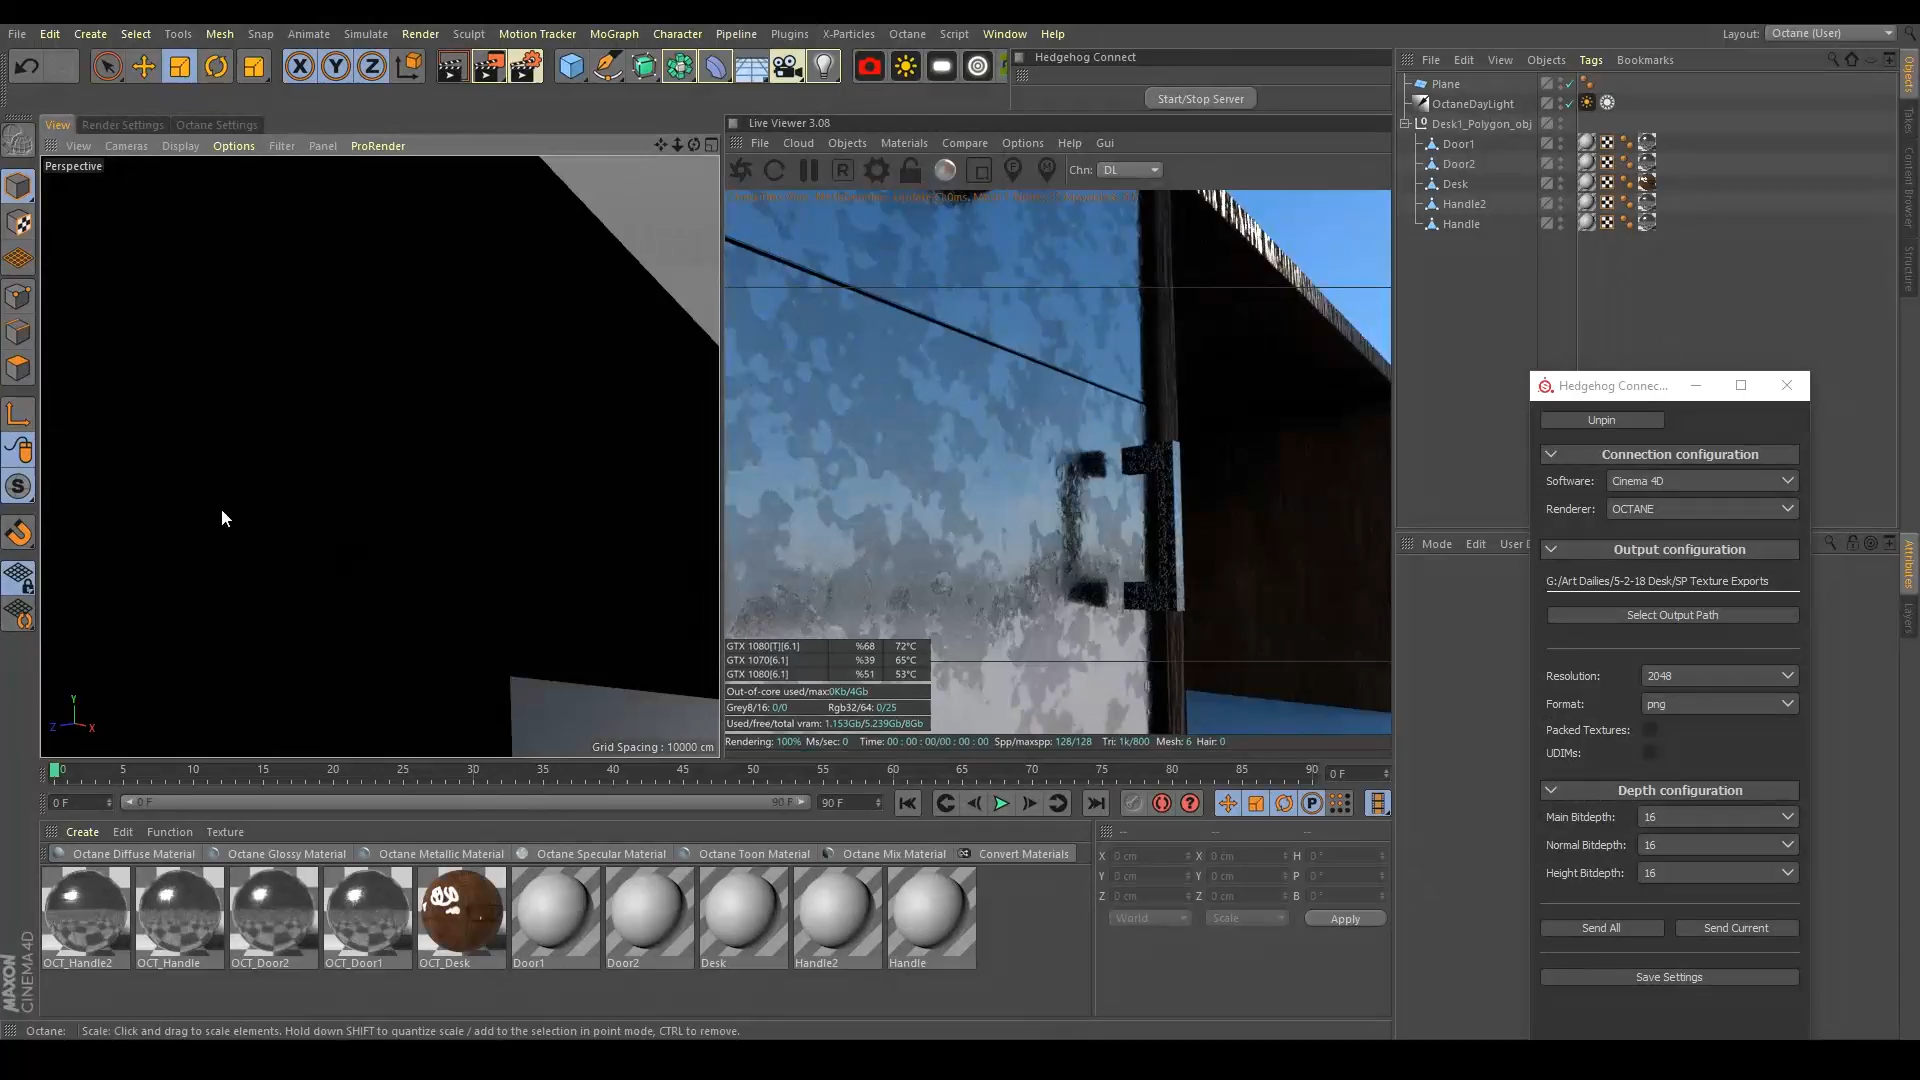 File Edit Create Select Tools Mesh Snap Animate Simulate Render Sculpt Motion Tracker MoGraph Character Pipeline Plugins X-Particles Octane Script Window Help
Layout: Octane (User)
Hedgehog Connect
Start/Stop Server
File Edit View Objects Tags Bookmarks
Plane
OctaneDayLight
Desk1_Polygon_obj
Door1
Door2
Desk
Handle2
Handle
Objects
Takes
Content Browser
Structure
View Render Settings Octane Settings
View Cameras Display Options Filter Panel ProRender
Perspective
Y
Z
X
Grid Spacing : 10000 cm
Live Viewer 3.08
File Cloud Objects Materials Compare Options Help Gui
R
Chn: DL
GTX 1080[T][6.1] %68 72°C
GTX 1070[6.1] %39 65°C
GTX 1080[6.1] %51 53°C
Out-of-core used/max:0Kb/4Gb
Grey8/16: 0/0 Rgb32/64: 0/25
Used/free/total vram: 1.153Gb/5.239Gb/8Gb
Rendering: 100% Ms/sec: 0 Time: 00 : 00 : 00/00 : 00 : 00 Spp/maxspp: 128/128 Tri: 1k/800 Mesh: 6 Hair: 0
Hedgehog Connec...
Unpin
Connection configuration
Software: Cinema 4D
Renderer: OCTANE
Output configuration
G:/Art Dailies/5-2-18 Desk/SP Texture Exports
Select Output Path
Resolution: 2048
Format: png
Packed Textures:
UDIMs:
Depth configuration
Main Bitdepth: 16
Normal Bitdepth: 16
Height Bitdepth: 16
Send All Send Current
Save Settings
Mode Edit
Attributes
Layers
0 5 10 15 20 25 30 35 40 45 50 55 60 65 70 75 80 85 90 0 F
0 F 0 F 90 F 90 F
Create Edit Function Texture
Octane Diffuse Material Octane Glossy Material Octane Metallic Material Octane Specular Material Octane Toon Material Octane Mix Material Convert Materials
OCT_Handle2 OCT_Handle OCT_Door2 OCT_Door1 OCT_Desk Door1 Door2 Desk Handle2 Handle
-- -- --
X 0 cm X 0 cm H 0 °
Y 0 cm Y 0 cm P 0 °
Z 0 cm Z 0 cm B 0 °
World Scale Apply
MAXON
CINEMA 4D
Octane: Scale: Click and drag to scale elements. Hold down SHIFT to quantize scale / add to the selection in point mode, CTRL to remove.